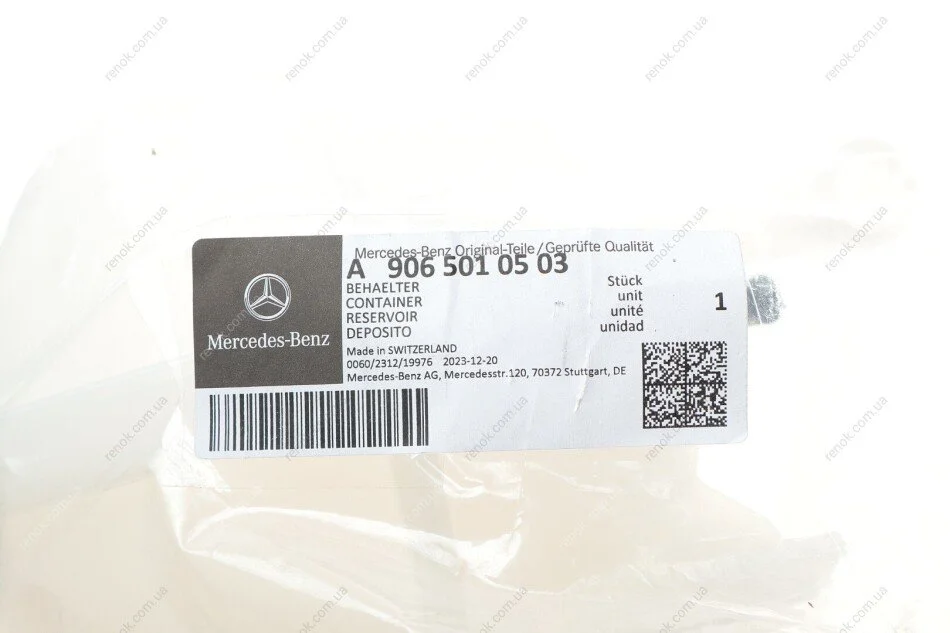 Mercedes-Benz Original-Teile / Geprüfte Qualität
A 906 501 05 03
BEHAELTER
CONTAINER
RESERVOIR
DEPOSITO
Stück
unit
unité
unidad
1
Mercedes-Benz
Made in SWITZERLAND
0060/2312/19976 2023-12-20
Mercedes-Benz AG, Mercedesstr.120, 70372 Stuttgart, DE
renok.com.ua